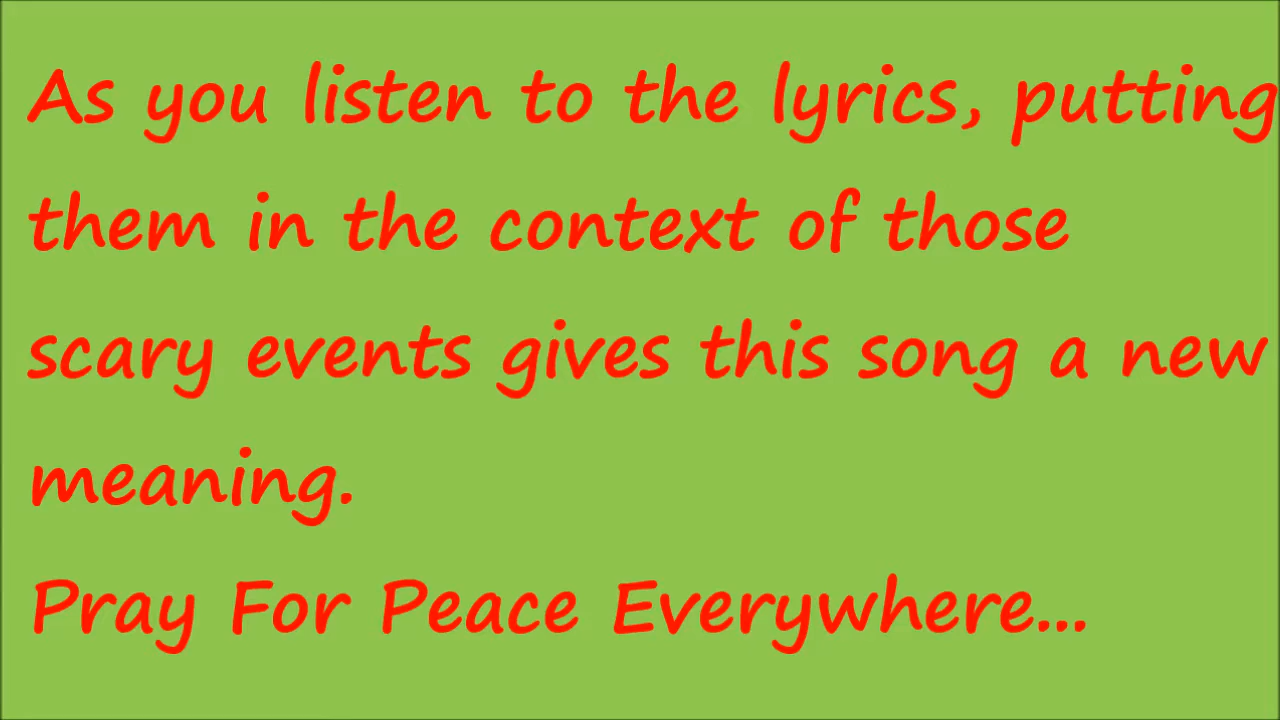 As you listen to the lyrics, putting
them in the context of those
scary events gives this song a new
meaning.
Pray For Peace Everywhere...